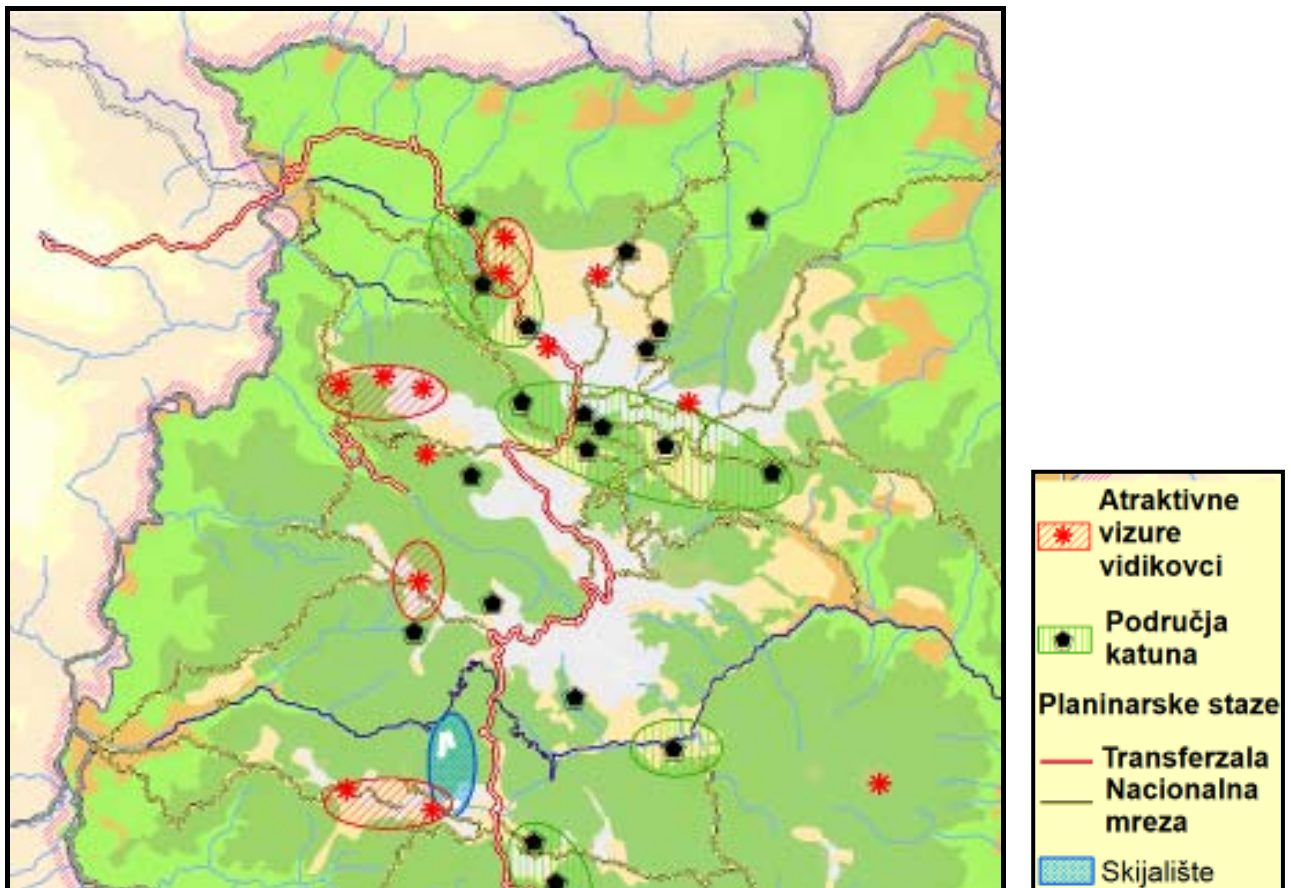 Atraktivne
vizure
vidikovci
Područja
katuna
Planinarske staze
Transferzala
Nacionalna
mreza
Skijalište